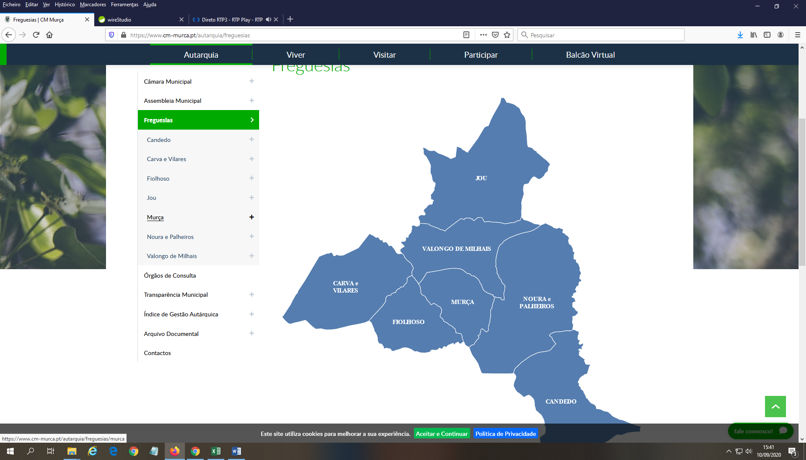 Ficheiro Editar Ver Histórico Marcadores Ferramentas Ajuda
Freguesias | CM Murça
wireStudio
Direto RTP3 - RTP Play - RTP
https://www.cm-murca.pt/autarquia/freguesias
Pesquisar
Autarquia
Viver
Visitar
Participar
Balcão Virtual
Freguesias
Câmara Municipal
Assembleia Municipal
Freguesias
Candedo
Carva e Vilares
Fiolhoso
Jou
Murça
Noura e Palheiros
Valongo de Milhais
Órgãos de Consulta
Transparência Municipal
Índice de Gestão Autárquica
Arquivo Documental
Contactos
JOU
VALONGO DE MILHAIS
CARVA e
VILARES
MURÇA
NOURA e
PALHEIROS
FIOLHOSO
CANDEDO
Este site utiliza cookies para melhorar a sua experiência.
Aceitar e Continuar
Política de Privacidade
fale connosco!
https://www.cm-murca.pt/autarquia/freguesias/murca
15:41
10/09/2020